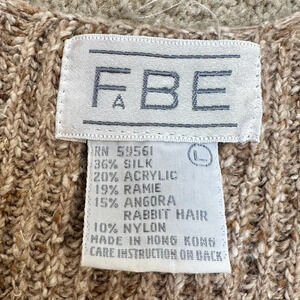 FABE
RN 59561
36% SILK
20% ACRYLIC
19% RAMIE
15% ANGORA
RABBIT HAIR
10% NYLON
MADE IN HONG KONG
CARE INSTRUCTION ON BACK
L